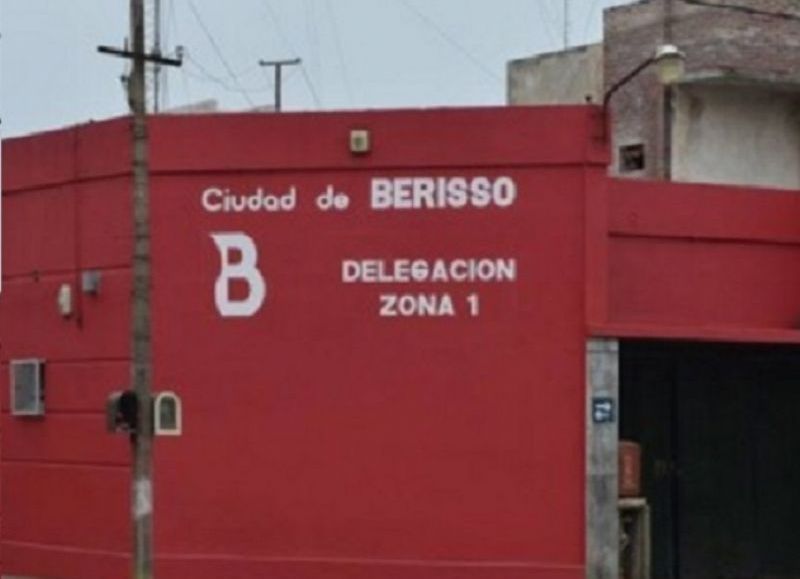 Ciudad de BERISSO
B
DELEGACION
ZONA 1